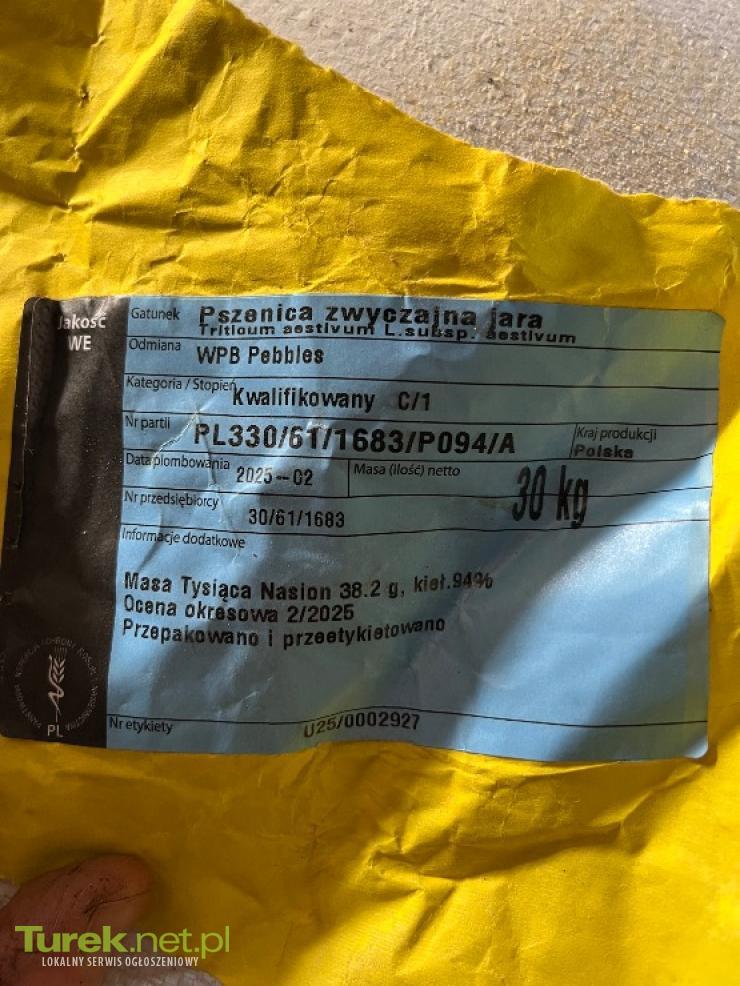 Jakość
WE
Gatunek Pszenica zwyczajna jara
Triticum aestivum L.subsp. aestivum
Odmiana WPB Pebbles
Kategoria / Stopień Kwalifikowany C/1
Nr partii PL330/61/1683/P094/A Kraj produkcji
Polska
Data plombowania 2025-02 Masa (ilość) netto 30 kg
Nr przedsiębiorcy 30/61/1683
Informacje dodatkowe
Masa Tysiąca Nasion 38.2 g, kieł.94%
Ocena okresowa 2/2025
Przepakowano i przeetykietowano
PL
Nr etykiety U25/0002927
Turek.net.pl
LOKALNY SERWIS OGŁOSZENIOWY